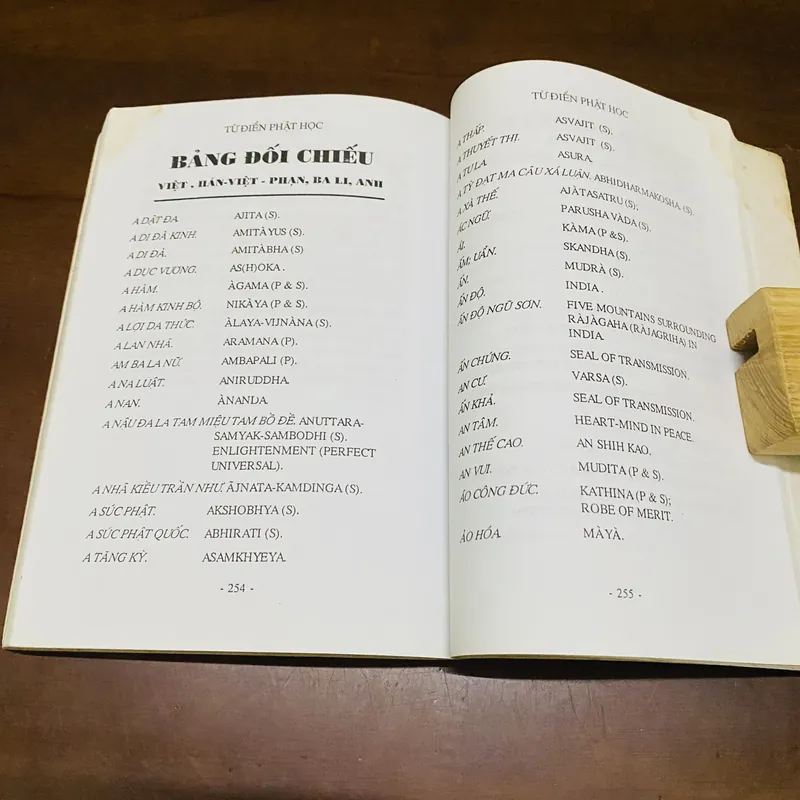 TỪ ĐIỂN PHẬT HỌC
BẢNG ĐỐI CHIẾU
VIỆT , HÁN-VIỆT - PHẠN, BA LI, ANH
A DẬT ĐA. AJITA (S).
A DI ĐÀ KINH. AMITÀYUS (S).
A DI ĐÀ. AMITÀBHA (S)
A DỤC VƯƠNG. AS(H)OKA .
A HÀM. ÀGAMA (P & S).
A HÀM KINH BỘ. NIKÀYA (P & S).
A LỢI DA THỨC. ÀLAYA-VIJNÀNA (S).
A LAN NHÃ. ARAMANA (P).
AM BA LA NỮ. AMBAPALI (P).
A NA LUẬT. ANIRUDDHA.
A NAN. ÀNANDA.
A NẬU ĐA LA TAM MIỆU TAM BỒ ĐỀ. ANUTTARA-
SAMYAK-SAMBODHI (S).
ENLIGHTENMENT (PERFECT
UNIVERSAL).
A NHÃ KIỀU TRẦN NHƯ. ÃJNATA-KAMDINGA (S).
A SÚC PHẬT. AKSHOBHYA (S).
A SÚC PHẬT QUỐC. ABHIRATI (S).
A TĂNG KỲ. ASAMKHYEYA.
- 254 -
TỪ ĐIỂN PHẬT HỌC
A THẤP. ASVAJIT (S).
A THUYẾT THỊ. ASVAJIT (S).
A TU LA. ASURA.
A TỲ ĐẠT MA CÂU XÁ LUẬN. ABHIDHARMAKOSHA. (S).
A XÀ THẾ. AJÀTASATRU (S);
ÁC NGỮ. PARUSHA VÀDA (S).
ÁI. KÀMA (P &S).
ẤM; UẨN. SKANDHA (S).
ẤN. MUDRÀ (S).
ẤN ĐỘ. INDIA .
ẤN ĐỘ NGŨ SƠN. FIVE MOUNTAINS SURROUNDING
RÀJÀGAHA (RÀJAGRIHA) IN
INDIA.
ẤN CHỨNG. SEAL OF TRANSMISSION.
AN CƯ. VARSA (S).
ẤN KHẢ. SEAL OF TRANSMISSION.
AN TÂM. HEART-MIND IN PEACE.
AN THẾ CAO. AN SHIH KAO.
AN VUI. MUDITA (P & S).
ÁO CÔNG ĐỨC. KATHINA (P & S);
ROBE OF MERIT.
ẢO HÓA. MÀYÀ.
- 255 -